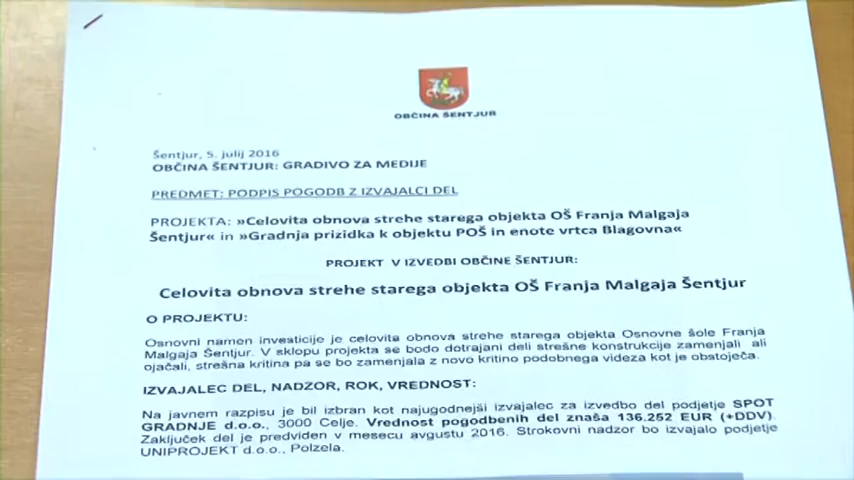 OBČINA ŠENTJUR
Šentjur, 5. julij 2016
OBČINA ŠENTJUR: GRADIVO ZA MEDIJE
PREDMET: PODPIS POGODB Z IZVAJALCI DEL
PROJEKTA: »Celovita obnova strehe starega objekta OŠ Franja Malgaja
Šentjur« in »Gradnja prizidka k objektu POŠ in enote vrtca Blagovna«
PROJEKT V IZVEDBI OBČINE ŠENTJUR:
Celovita obnova strehe starega objekta OŠ Franja Malgaja Šentjur
O PROJEKTU:
Osnovni namen investicije je celovita obnova strehe starega objekta Osnovne šole Franja
Malgaja Šentjur. V sklopu projekta se bodo dotrajani deli strešne konstrukcije zamenjali ali
ojačali, strešna kritina pa se bo zamenjala z novo kritino podobnega videza kot je obstoječa.
IZVAJALEC DEL, NADZOR, ROK, VREDNOST:
Na javnem razpisu je bil izbran kot najugodnejši izvajalec za izvedbo del podjetje SPOT
GRADNJE d.o.o., 3000 Celje. Vrednost pogodbenih del znaša 136.252 EUR (+DDV).
Zaključek del je predviden v mesecu avgustu 2016. Strokovni nadzor bo izvajalo podjetje
UNIPROJEKT d.o.o., Polzela.